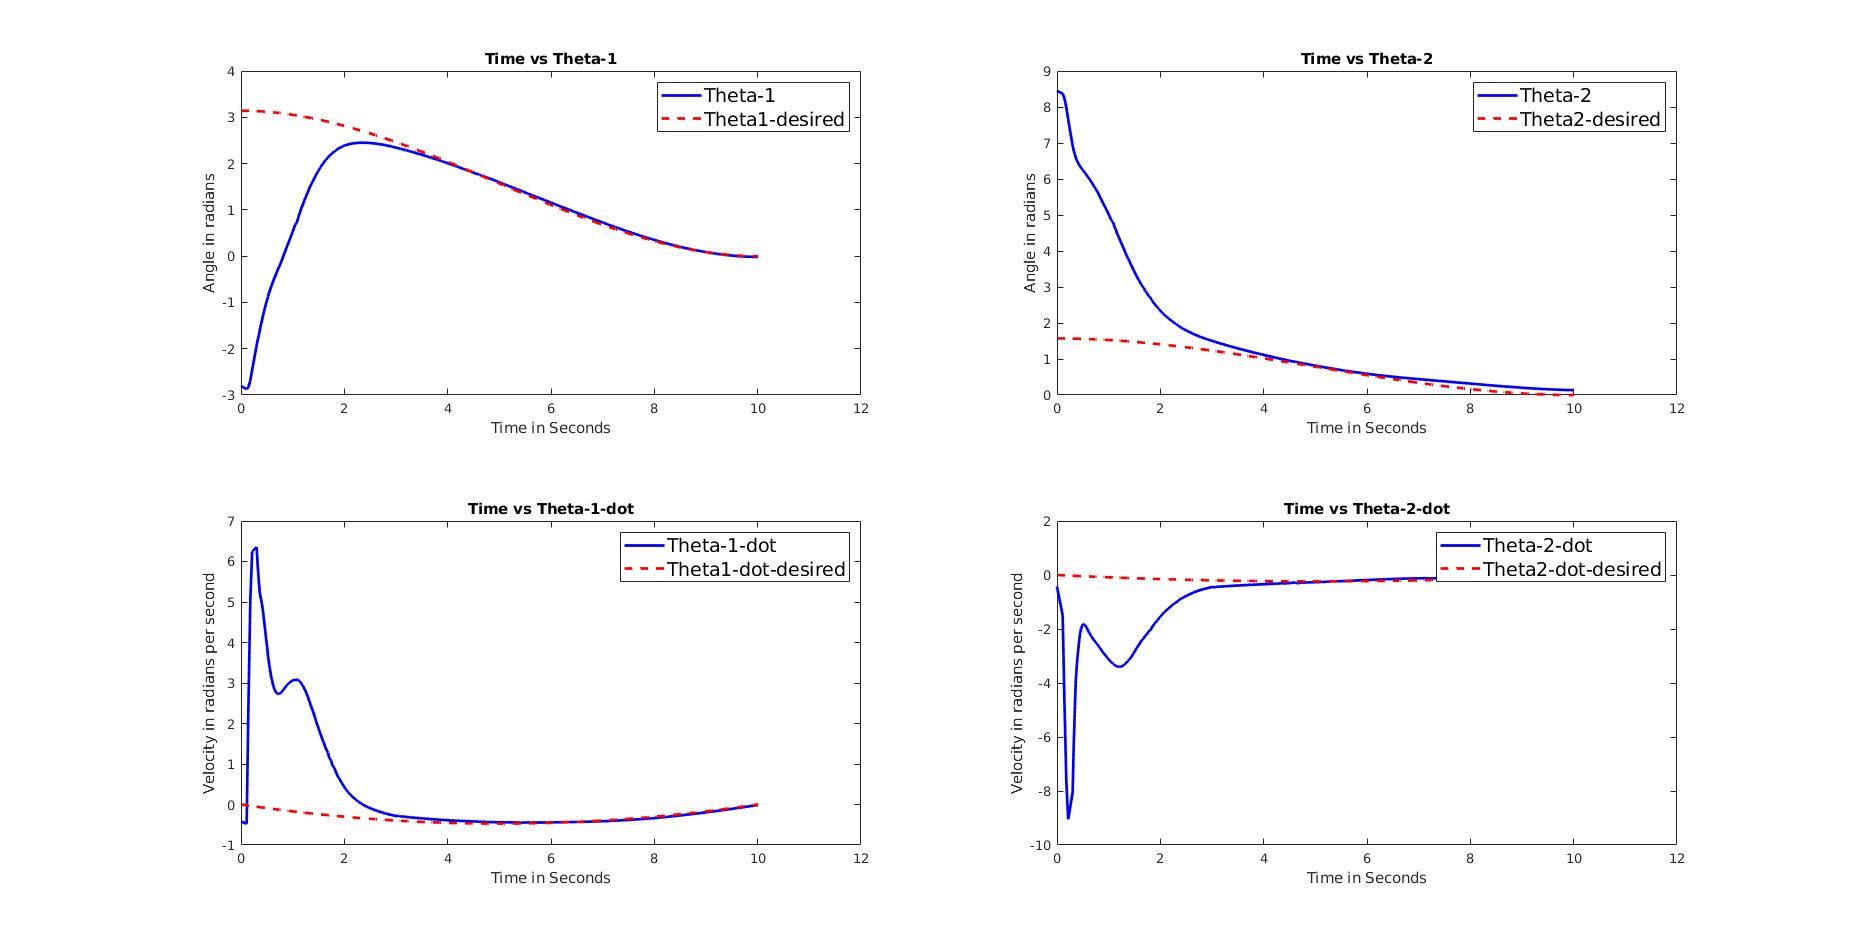 Time vs Theta-1
4
3
2
1
0
-1
-2
-3
Angle in radians
Theta-1
Theta1-desired
0 2 4 6 8 10 12
Time in Seconds
Time vs Theta-2
9
8
7
6
5
4
3
2
1
0
Angle in radians
Theta-2
Theta2-desired
0 2 4 6 8 10 12
Time in Seconds
Time vs Theta-1-dot
7
6
5
4
3
2
1
0
-1
Velocity in radians per second
Theta-1-dot
Theta1-dot-desired
0 2 4 6 8 10 12
Time in Seconds
Time vs Theta-2-dot
2
0
-2
-4
-6
-8
-10
Velocity in radians per second
Theta-2-dot
Theta2-dot-desired
0 2 4 6 8 10 12
Time in Seconds